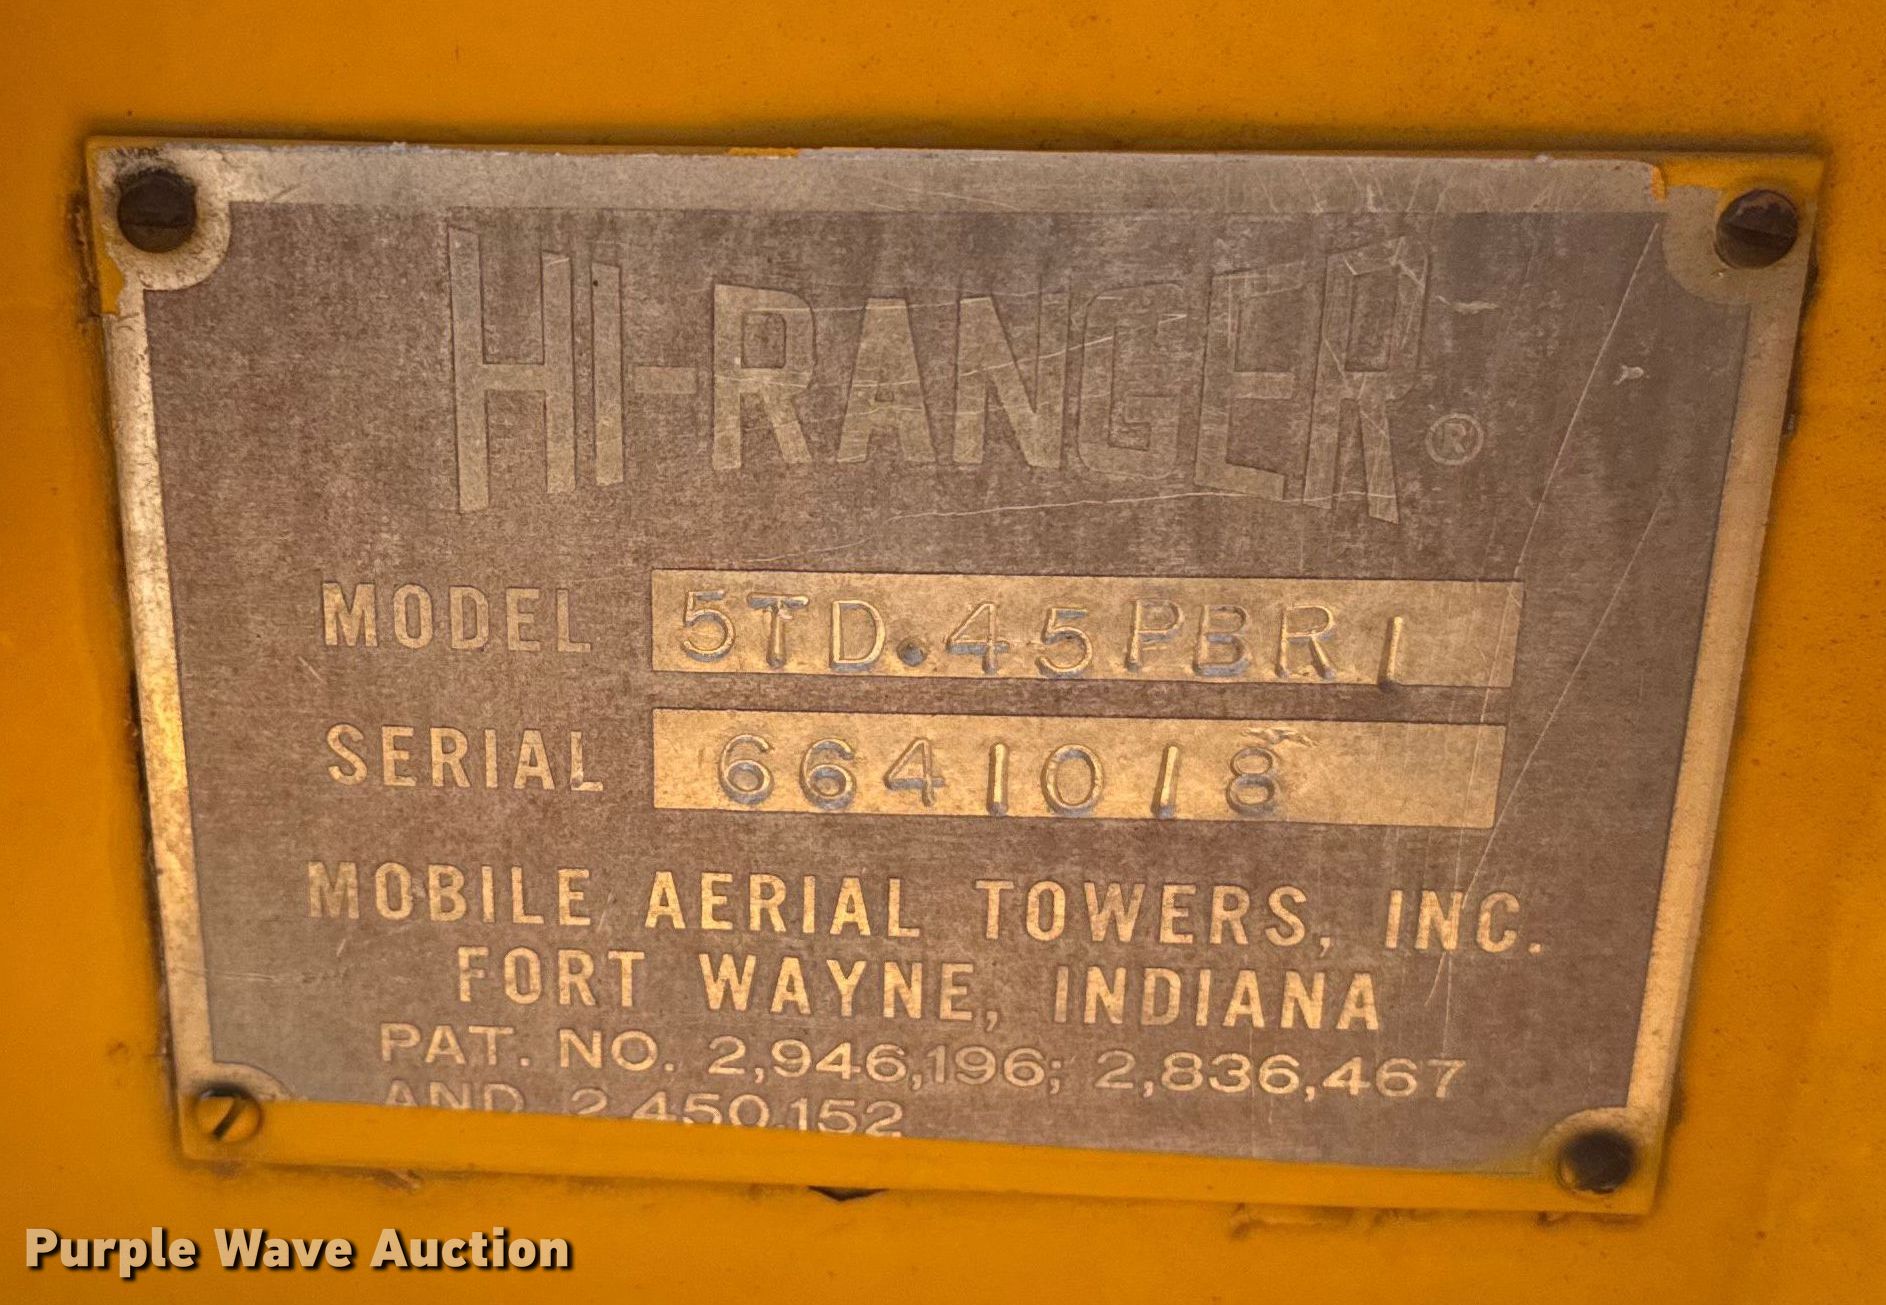 HI-RANGER®
MODEL 5TD.45PBR1
SERIAL 6641018
MOBILE AERIAL TOWERS, INC.
FORT WAYNE, INDIANA
PAT. NO. 2,946,196; 2,836,467
AND 2,450,152
Purple Wave Auction